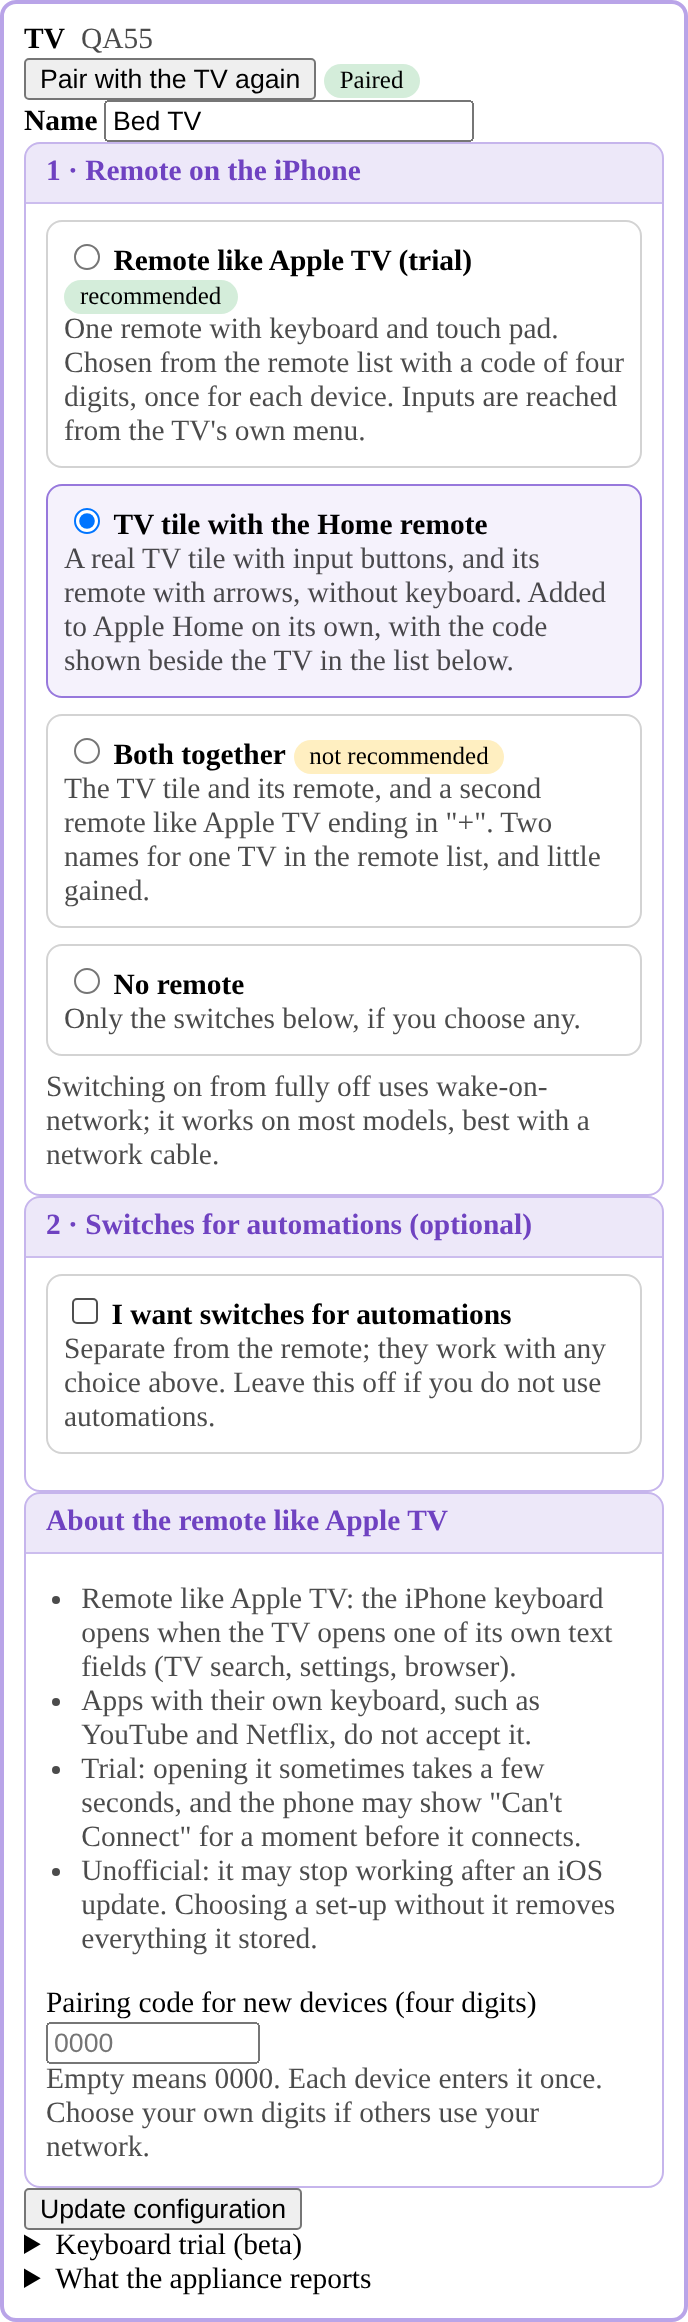 TV QA55
Pair with the TV again Paired
Name Bed TV
1 · Remote on the iPhone
Remote like Apple TV (trial)
recommended
One remote with keyboard and touch pad.
Chosen from the remote list with a code of four
digits, once for each device. Inputs are reached
from the TV's own menu.
TV tile with the Home remote
A real TV tile with input buttons, and its
remote with arrows, without keyboard. Added
to Apple Home on its own, with the code
shown beside the TV in the list below.
Both together not recommended
The TV tile and its remote, and a second
remote like Apple TV ending in "+". Two
names for one TV in the remote list, and little
gained.
No remote
Only the switches below, if you choose any.
Switching on from fully off uses wake-on-
network; it works on most models, best with a
network cable.
2 · Switches for automations (optional)
I want switches for automations
Separate from the remote; they work with any
choice above. Leave this off if you do not use
automations.
About the remote like Apple TV
• Remote like Apple TV: the iPhone keyboard
opens when the TV opens one of its own text
fields (TV search, settings, browser).
• Apps with their own keyboard, such as
YouTube and Netflix, do not accept it.
• Trial: opening it sometimes takes a few
seconds, and the phone may show "Can't
Connect" for a moment before it connects.
• Unofficial: it may stop working after an iOS
update. Choosing a set-up without it removes
everything it stored.
Pairing code for new devices (four digits)
0000
Empty means 0000. Each device enters it once.
Choose your own digits if others use your
network.
Update configuration
Keyboard trial (beta)
What the appliance reports